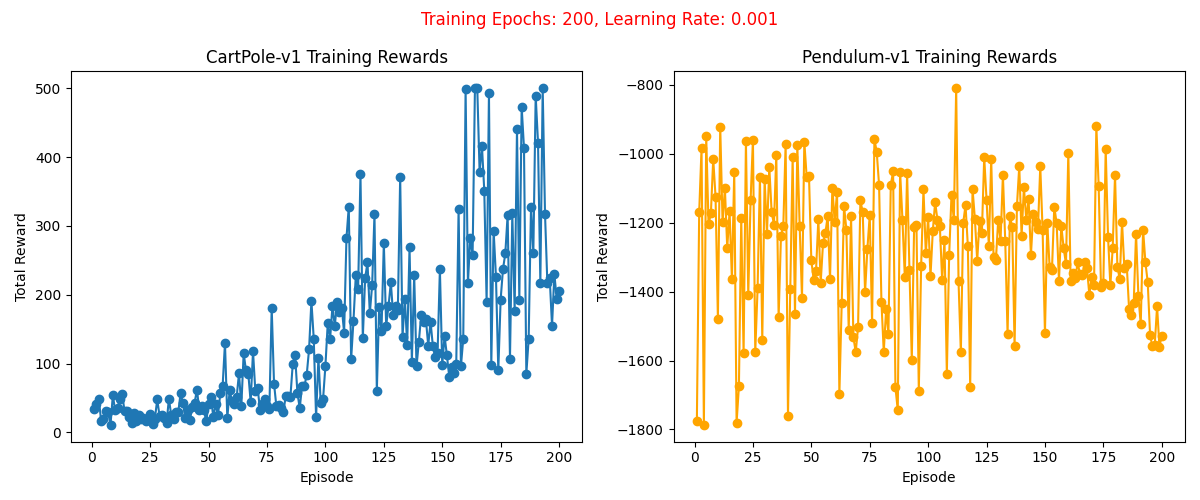 Training Epochs: 200, Learning Rate: 0.001
CartPole-v1 Training Rewards
500
400
300
200
100
0
Total Reward
0 25 50 75 100 125 150 175 200
Episode
Pendulum-v1 Training Rewards
−800
−1000
−1200
−1400
−1600
−1800
Total Reward
0 25 50 75 100 125 150 175 200
Episode